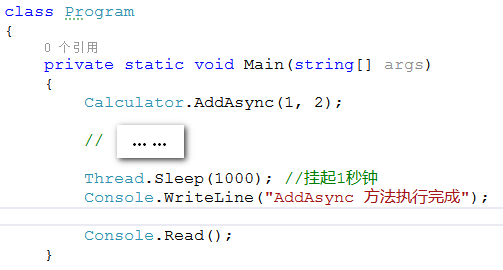 class Program
{
0 个引用
private static void Main(string[] args)
{
Calculator.AddAsync(1, 2);
// ... ...
Thread.Sleep(1000); //挂起1秒钟
Console.WriteLine("AddAsync 方法执行完成");
Console.Read();
}